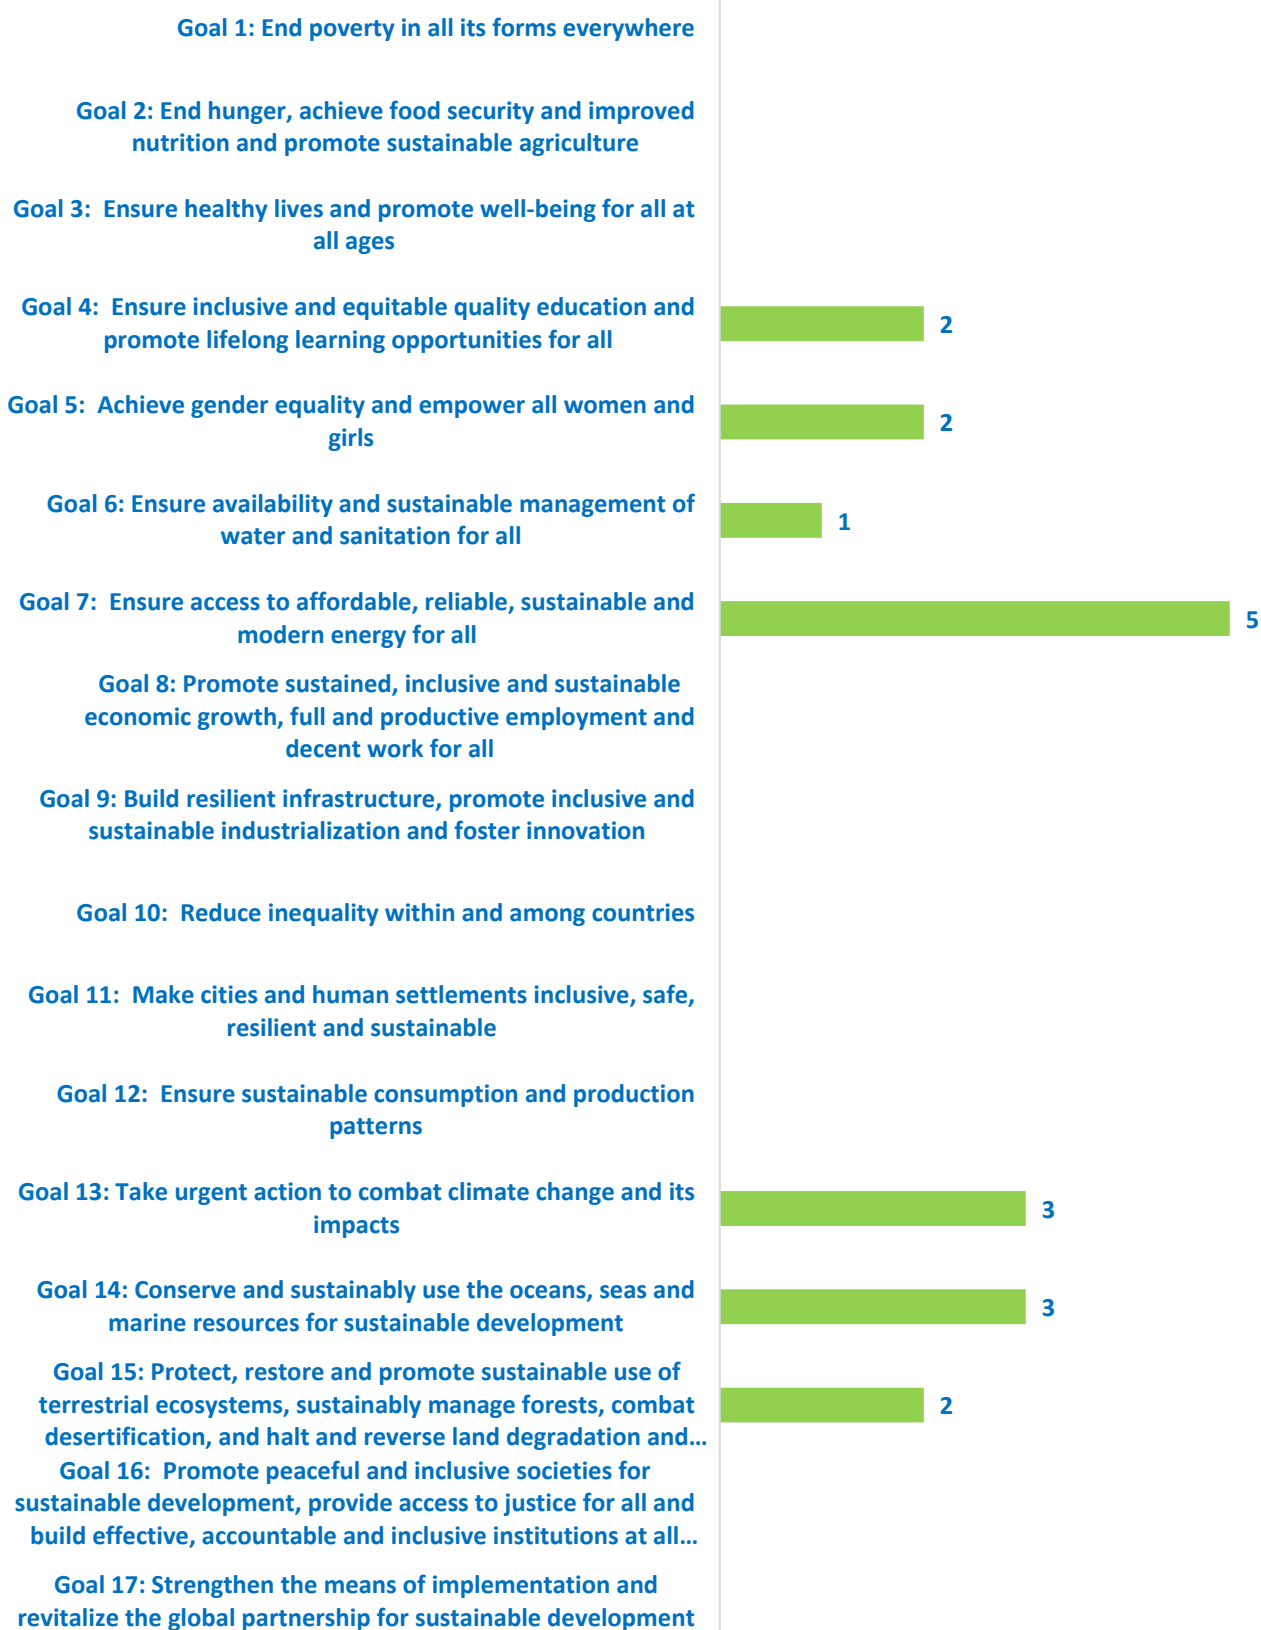 Goal 1: End poverty in all its forms everywhere
Goal 2: End hunger, achieve food security and improved
nutrition and promote sustainable agriculture
Goal 3:  Ensure healthy lives and promote well-being for all at
all ages
Goal 4:  Ensure inclusive and equitable quality education and
promote lifelong learning opportunities for all
2
Goal 5:  Achieve gender equality and empower all women and
girls
2
Goal 6: Ensure availability and sustainable management of
water and sanitation for all
1
Goal 7:  Ensure access to affordable, reliable, sustainable and
modern energy for all
5
Goal 8: Promote sustained, inclusive and sustainable
economic growth, full and productive employment and
decent work for all
Goal 9: Build resilient infrastructure, promote inclusive and
sustainable industrialization and foster innovation
Goal 10:  Reduce inequality within and among countries
Goal 11:  Make cities and human settlements inclusive, safe,
resilient and sustainable
Goal 12:  Ensure sustainable consumption and production
patterns
Goal 13: Take urgent action to combat climate change and its
impacts
3
Goal 14: Conserve and sustainably use the oceans, seas and
marine resources for sustainable development
3
Goal 15: Protect, restore and promote sustainable use of
terrestrial ecosystems, sustainably manage forests, combat
desertification, and halt and reverse land degradation and…
2
Goal 16:  Promote peaceful and inclusive societies for
sustainable development, provide access to justice for all and
build effective, accountable and inclusive institutions at all…
Goal 17: Strengthen the means of implementation and
revitalize the global partnership for sustainable development